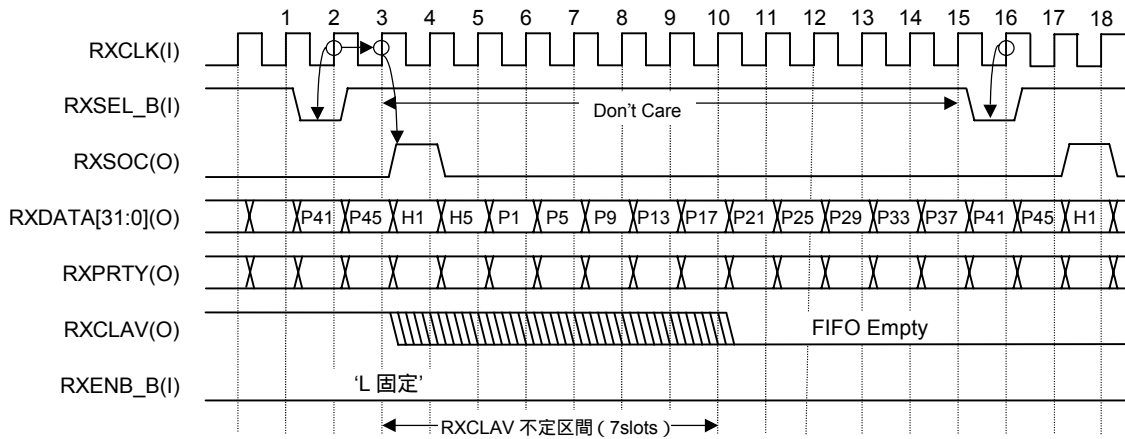 1 2 3 4 5 6 7 8 9 10 11 12 13 14 15 16 17 18
RXCLK(I)
RXSEL_B(I)
Don't Care
RXSOC(O)
RXDATA[31:0](O)
P41 P45 H1 H5 P1 P5 P9 P13 P17 P21 P25 P29 P33 P37 P41 P45 H1
RXPRTY(O)
RXCLAV(O)
FIFO Empty
RXENB_B(I)
‘L 固定’
RXCLAV 不定区間（7slots）